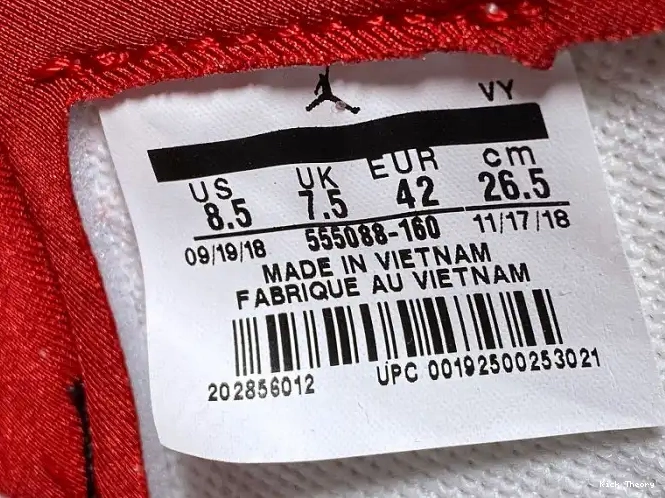 VY
US UK EUR cm
8.5 7.5 42 26.5
09/19/18 555088-160 11/17/18
MADE IN VIETNAM
FABRIQUE AU VIETNAM
202856012 UPC 00192500253021
Kick Theory